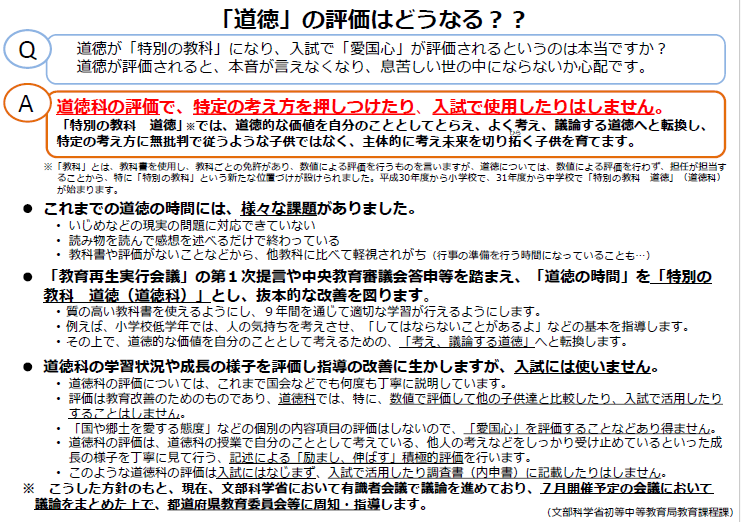 「道徳」の評価はどうなる？？
Q
道徳が「特別の教科」になり、入試で「愛国心」が評価されるというのは本当ですか？
道徳が評価されると、本音が言えなくなり、息苦しい世の中にならないか心配です。
A
道徳科の評価で、特定の考え方を押しつけたり、入試で使用したりはしません。
「特別の教科　道徳」※では、道徳的な価値を自分のこととしてとらえ、よく考え、議論する道徳へと転換し、
特定の考え方に無批判で従うような子供ではなく、主体的に考え未来を切り拓く子供を育てます。
※「教科」とは、教科書を使用し、教科ごとの免許があり、数値による評価を行うものを言いますが、道徳については、数値による評価を行わず、担任が担当す
ることから、特に「特別の教科」という新たな位置づけが設けられました。平成30年度から小学校で、31年度から中学校で「特別の教科　道徳」（道徳科）
が始まります。
● これまでの道徳の時間には、様々な課題がありました。
・ いじめなどの現実の問題に対応できていない
・ 読み物を読んで感想を述べるだけで終わっている
・ 教科書や評価がないことなどから、他教科に比べて軽視されがち（行事の準備を行う時間になっていることも…）
● 「教育再生実行会議」の第１次提言や中央教育審議会答申等を踏まえ、「道徳の時間」を「特別の
教科　道徳（道徳科）」とし、抜本的な改善を図ります。
・ 質の高い教科書を使えるようにし、９年間を通じて適切な学習が行えるようにします。
・ 例えば、小学校低学年では、人の気持ちを考えさせ、「してはならないことがあるよ」などの基本を指導します。
・ その上で、道徳的な価値を自分のこととして考えるための、「考え、議論する道徳」へと転換します。
● 道徳科の学習状況や成長の様子を評価し指導の改善に生かしますが、入試には使いません。
・ 道徳科の評価については、これまで国会などでも何度も丁寧に説明しています。
・ 評価は教育改善のためのものであり、道徳科では、特に、数値で評価して他の子供達と比較したり、入試で活用したり
することはしません。
・ 「国や郷土を愛する態度」などの個別の内容項目の評価はしないので、「愛国心」を評価することなどあり得ません。
・ 道徳科の評価は、道徳科の授業で自分のこととして考えている、他人の考えなどをしっかり受け止めているといった成
長の様子を丁寧に見て行う、記述による「励まし、伸ばす」積極的評価を行います。
・ このような道徳科の評価は入試にはなじまず、入試で活用したり調査書（内申書）に記載したりはしません。
※　こうした方針のもと、現在、文部科学省において有識者会議で議論を進めており、７月開催予定の会議において
議論をまとめた上で、都道府県教育委員会等に周知・指導します。
（文部科学省初等中等教育局教育課程課）